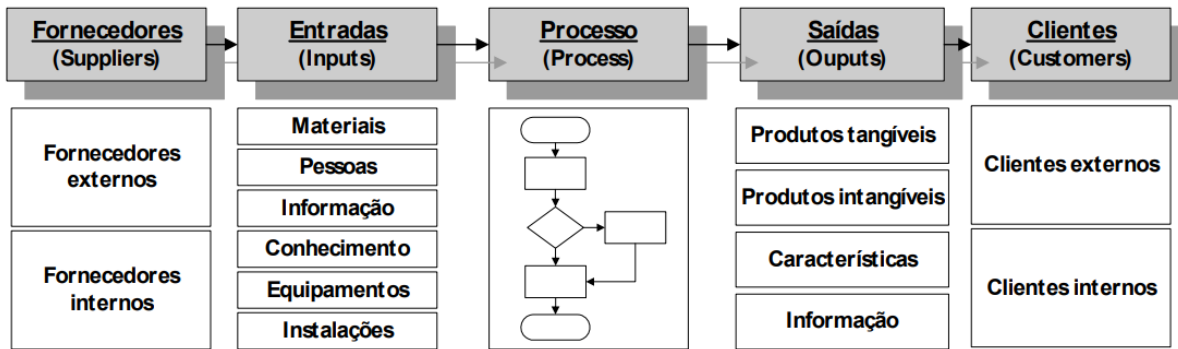 Fornecedores
(Suppliers)
Entradas
(Inputs)
Processo
(Process)
Saídas
(Ouputs)
Clientes
(Customers)
Fornecedores
externos
Fornecedores
internos
Materiais
Pessoas
Informação
Conhecimento
Equipamentos
Instalações
Produtos tangíveis
Produtos intangíveis
Características
Informação
Clientes externos
Clientes internos